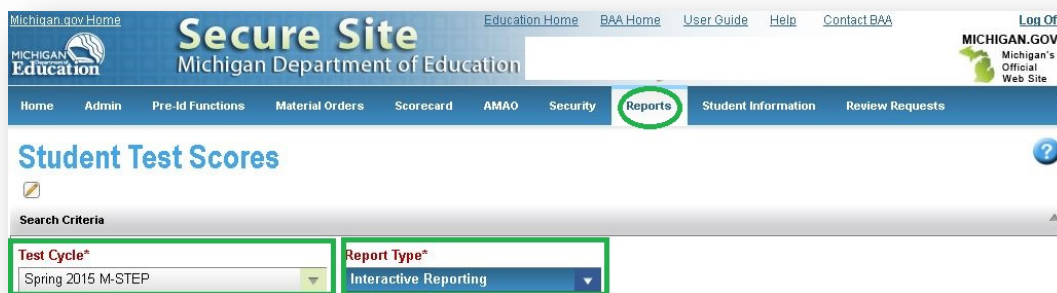 Michigan.gov Home Education Home BAA Home User Guide Help Contact BAA Log Of
MICHIGAN
Department of
Education
Secure Site
Michigan Department of Education
MICHIGAN.GOV
Michigan's
Official
Web Site
Home Admin Pre-Id Functions Material Orders Scorecard AMAO Security Reports Student Information Review Requests
Student Test Scores
?
Search Criteria
Test Cycle* Report Type*
Spring 2015 M-STEP Interactive Reporting